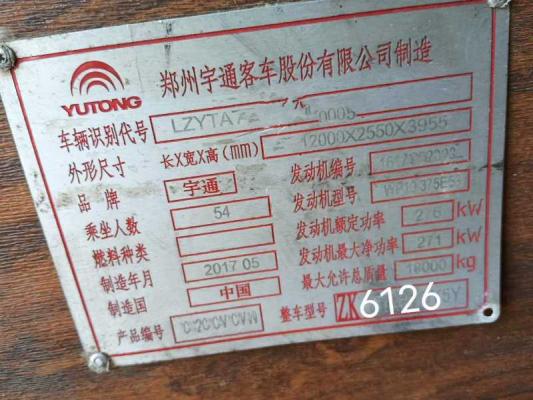 YUTONG
郑州宇通客车股份有限公司制造
车辆识别代号 LZYTA 0005
外形尺寸 长X宽X高(mm) 12000X2550X3955
品牌 宇通 发动机编号
乘坐人数 54 发动机型号
燃料种类 发动机额定功率 276 kW
制造年月 2017 05 发动机最大净功率 271 kW
制造国 中国 最大允许总质量 18000 kg
产品编号 整车型号 ZK6126